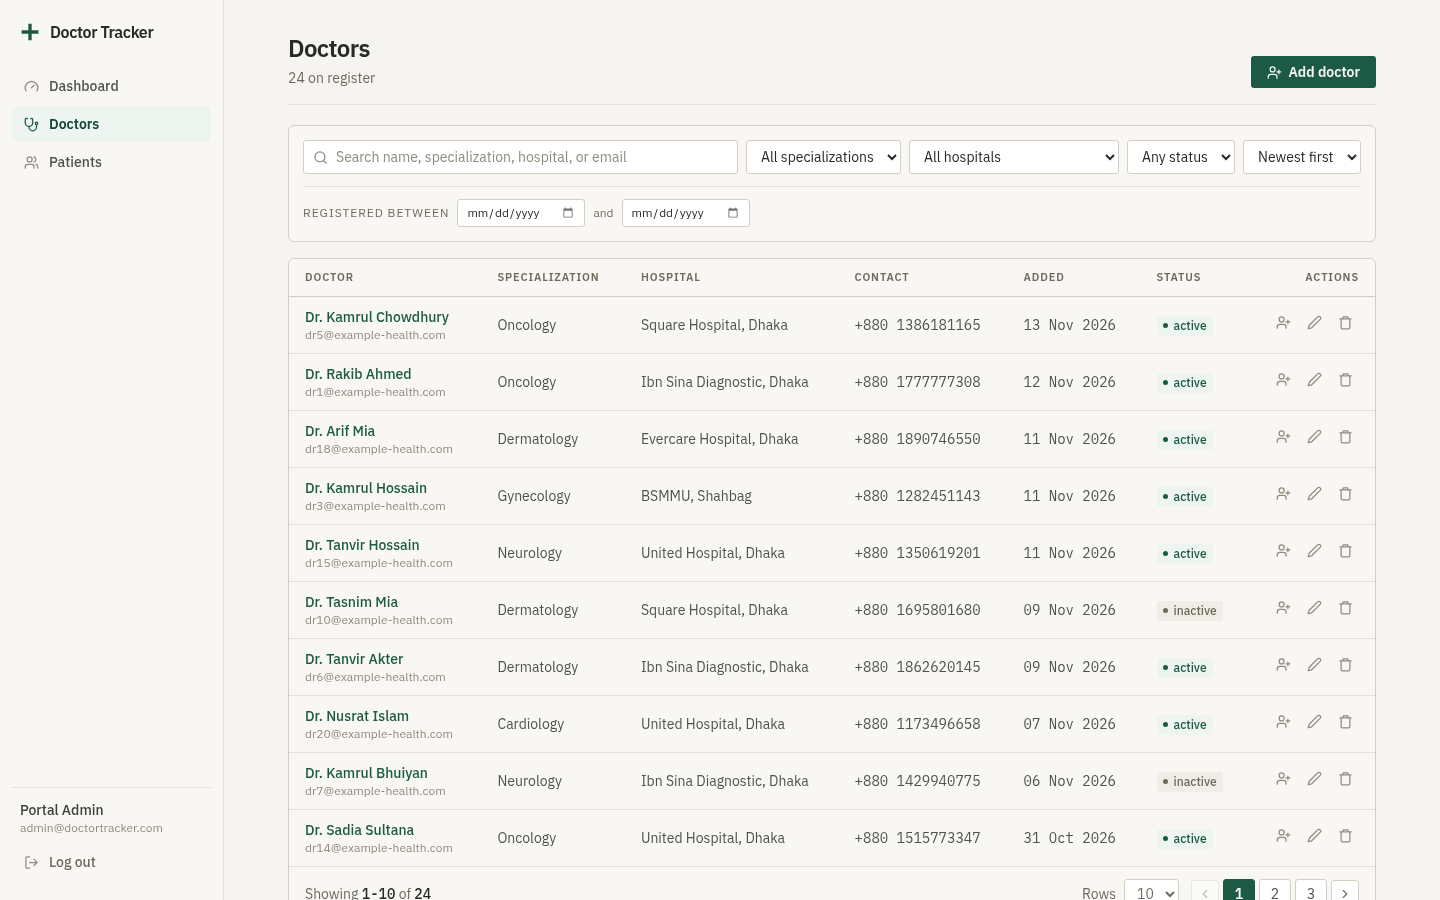 Doctor Tracker
Dashboard
Doctors
Patients
Portal Admin
admin@doctortracker.com
Log out
Doctors
24 on register
Add doctor
Search name, specialization, hospital, or email
All specializations
All hospitals
Any status
Newest first
REGISTERED BETWEEN mm/dd/yyyy and mm/dd/yyyy
DOCTOR SPECIALIZATION HOSPITAL CONTACT ADDED STATUS ACTIONS
Dr. Kamrul Chowdhury
dr5@example-health.com
Oncology Square Hospital, Dhaka +880 1386181165 13 Nov 2026 active
Dr. Rakib Ahmed
dr1@example-health.com
Oncology Ibn Sina Diagnostic, Dhaka +880 1777777308 12 Nov 2026 active
Dr. Arif Mia
dr18@example-health.com
Dermatology Evercare Hospital, Dhaka +880 1890746550 11 Nov 2026 active
Dr. Kamrul Hossain
dr3@example-health.com
Gynecology BSMMU, Shahbag +880 1282451143 11 Nov 2026 active
Dr. Tanvir Hossain
dr15@example-health.com
Neurology United Hospital, Dhaka +880 1350619201 11 Nov 2026 active
Dr. Tasnim Mia
dr10@example-health.com
Dermatology Square Hospital, Dhaka +880 1695801680 09 Nov 2026 inactive
Dr. Tanvir Akter
dr6@example-health.com
Dermatology Ibn Sina Diagnostic, Dhaka +880 1862620145 09 Nov 2026 active
Dr. Nusrat Islam
dr20@example-health.com
Cardiology United Hospital, Dhaka +880 1173496658 07 Nov 2026 active
Dr. Kamrul Bhuiyan
dr7@example-health.com
Neurology Ibn Sina Diagnostic, Dhaka +880 1429940775 06 Nov 2026 inactive
Dr. Sadia Sultana
dr14@example-health.com
Oncology United Hospital, Dhaka +880 1515773347 31 Oct 2026 active
Showing 1-10 of 24
Rows 10 1 2 3